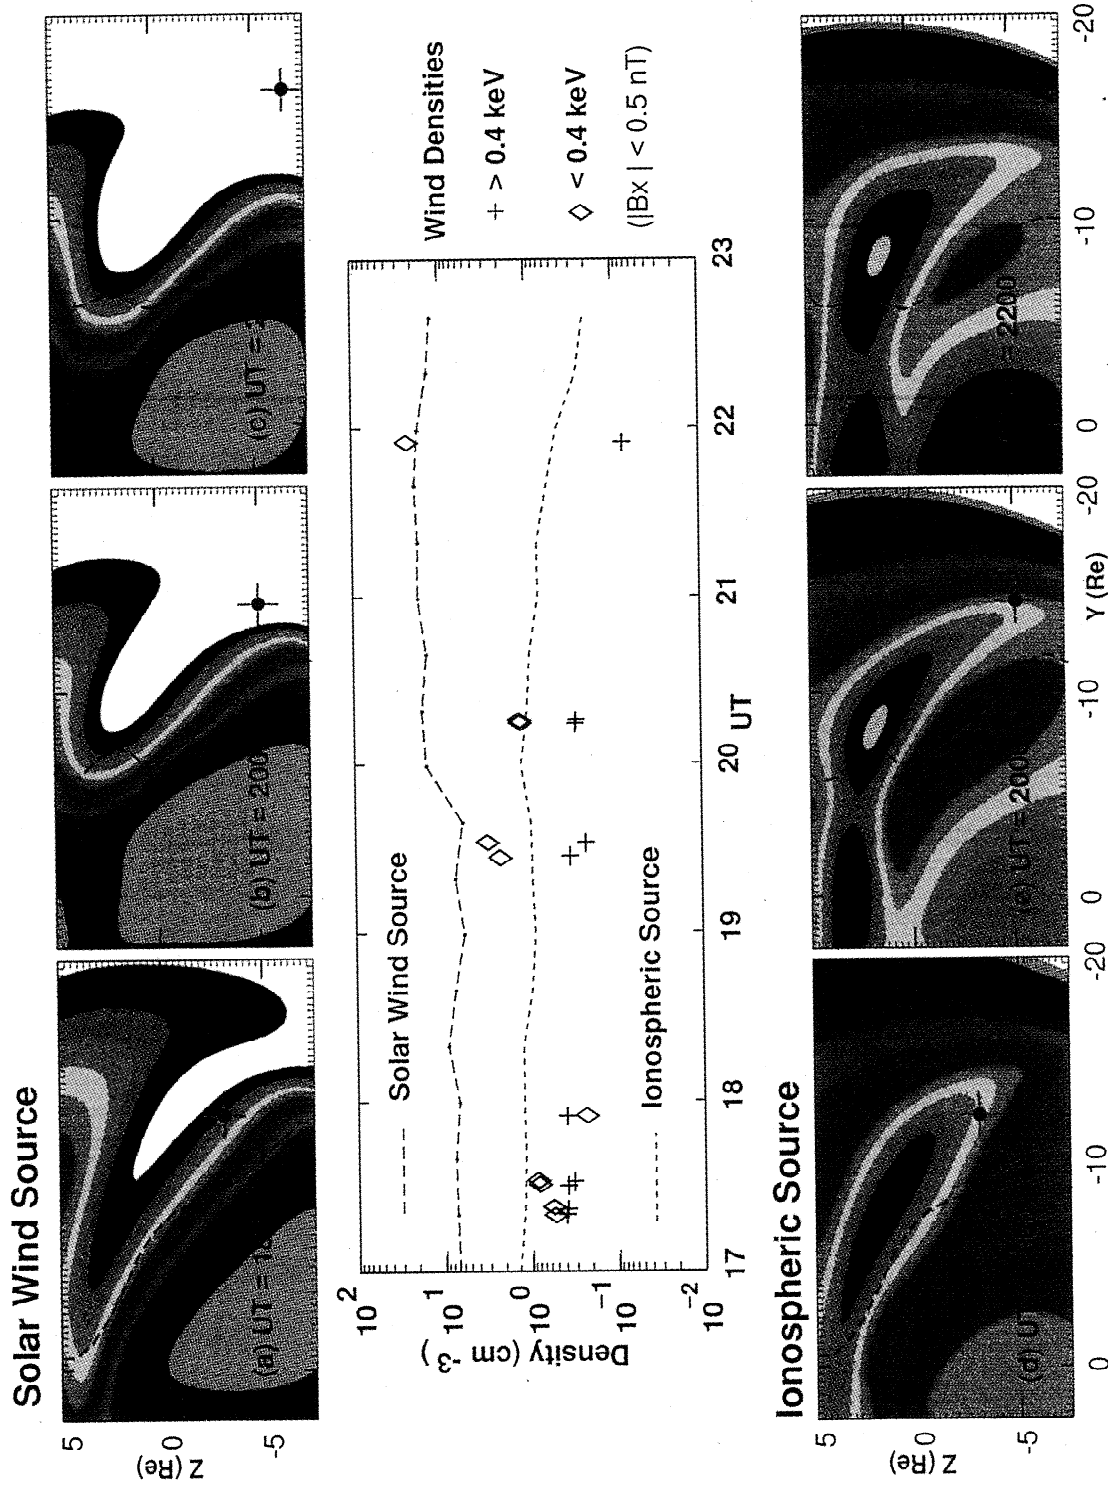 Solar Wind Source
5
0
-5
Z (Re)
(a) UT = 18
(b) UT = 200
(c) UT =
10 2
10 1
10 0
10 -1
10 -2
Density (cm -3)
Solar Wind Source
Ionospheric Source
17
18
19
20
21
22
23
UT
Wind Densities
+ > 0.4 keV
◇ < 0.4 keV
(|Bx | < 0.5 nT)
Ionospheric Source
5
0
-5
Z (Re)
(d) U
(e) UT = 200
= 2200
0
-10
-20
0
-10
-20
0
-10
-20
Y (Re)